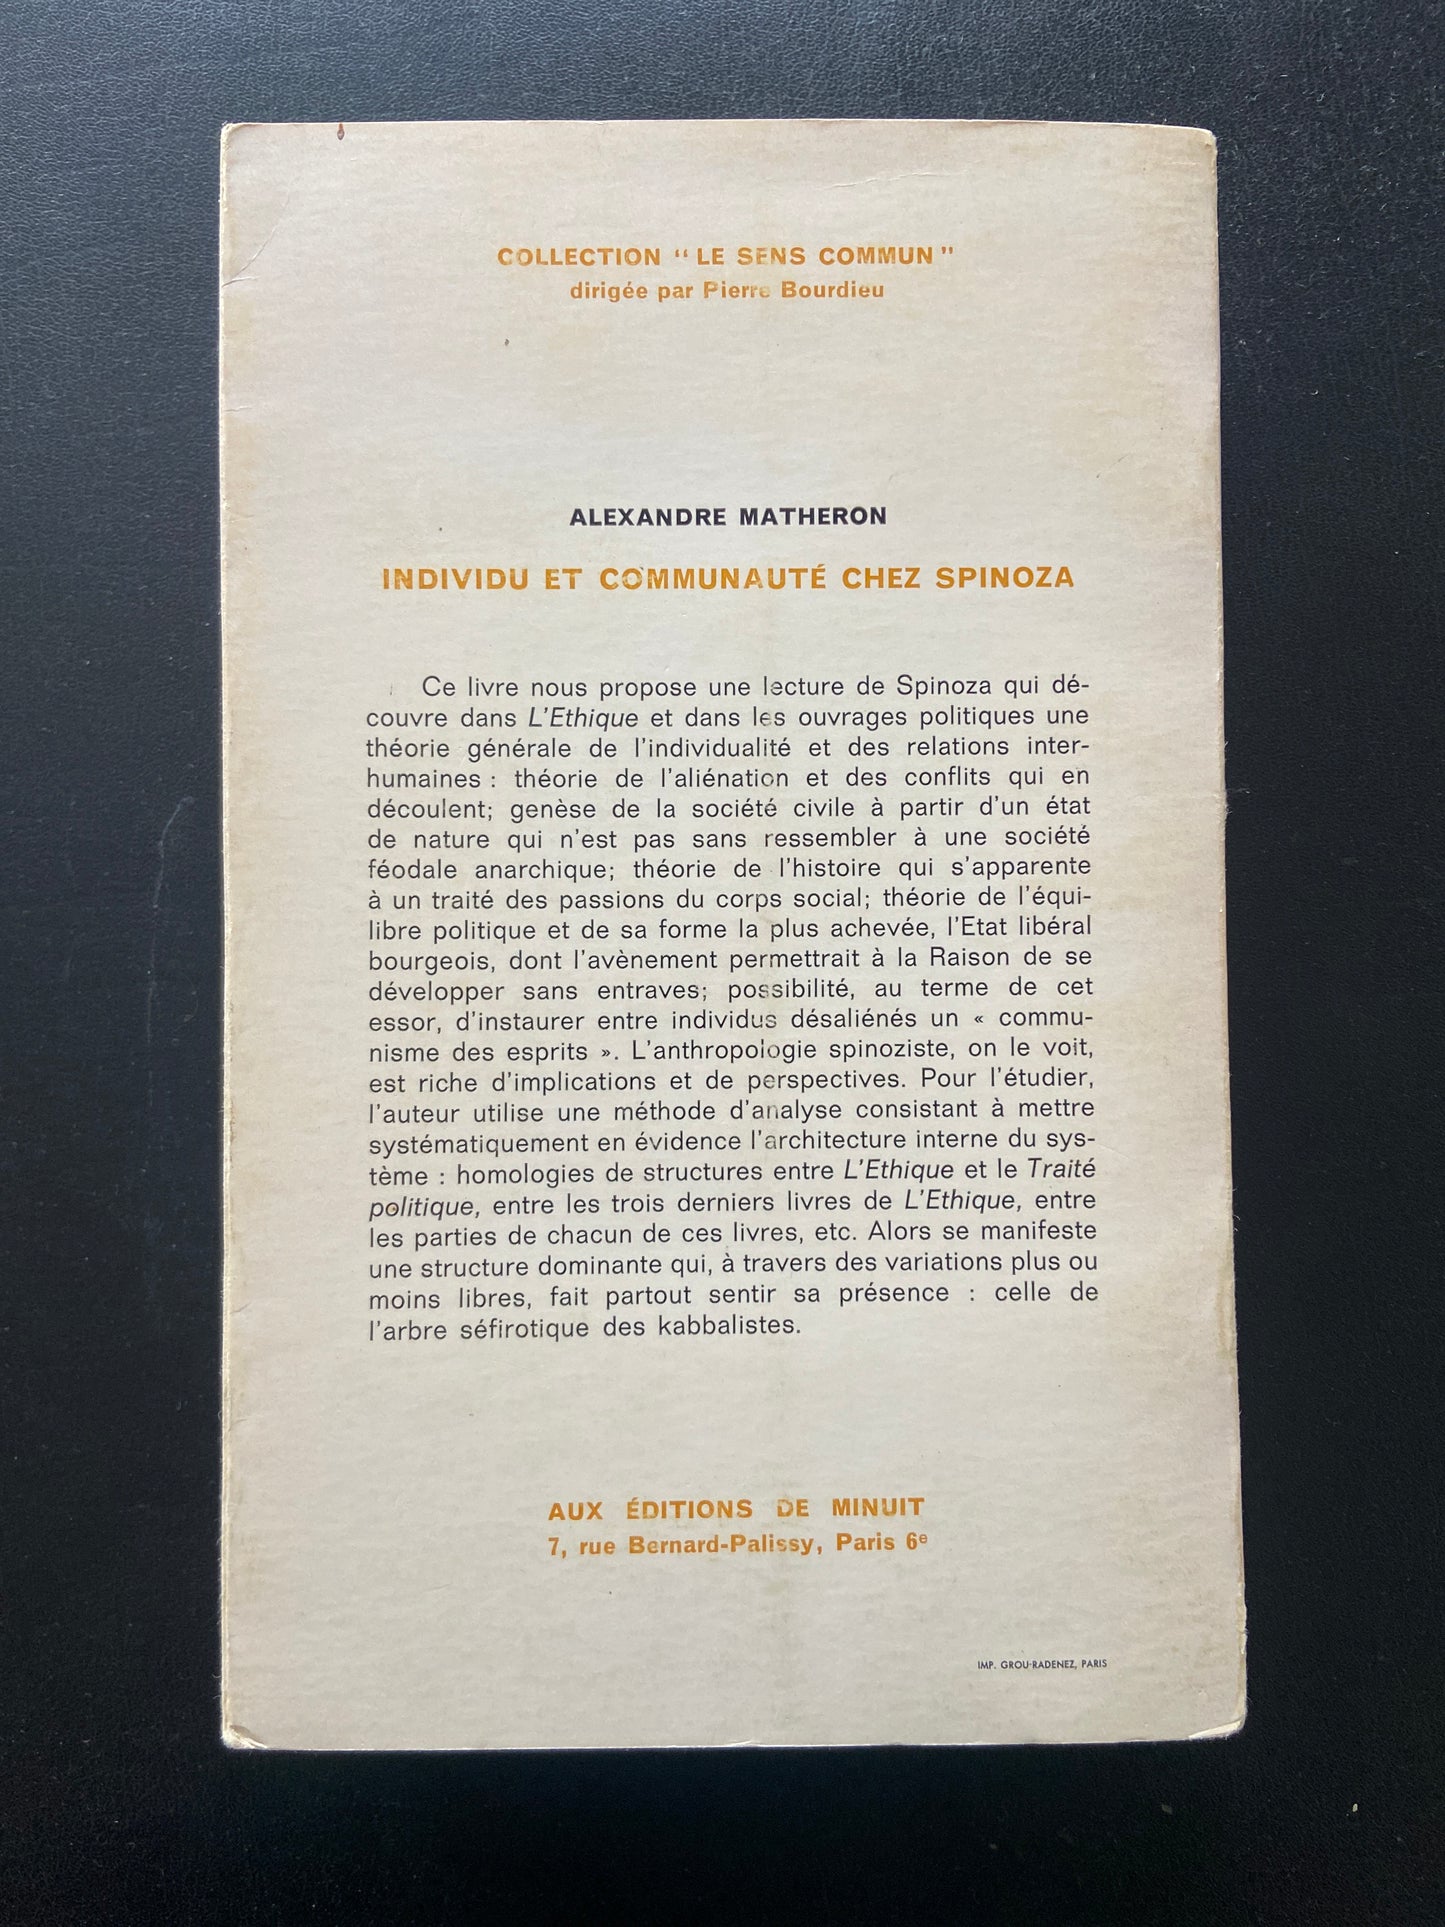 COLLECTION “ LE SENS COMMUN ”
dirigée par Pierre Bourdieu
ALEXANDRE MATHERON
INDIVIDU ET COMMUNAUTÉ CHEZ SPINOZA
Ce livre nous propose une lecture de Spinoza qui dé-
couvre dans L'Ethique et dans les ouvrages politiques une
théorie générale de l'individualité et des relations inter-
humaines : théorie de l'aliénation et des conflits qui en
découlent; genèse de la société civile à partir d'un état
de nature qui n'est pas sans ressembler à une société
féodale anarchique; théorie de l'histoire qui s'apparente
à un traité des passions du corps social; théorie de l'équi-
libre politique et de sa forme la plus achevée, l'Etat libéral
bourgeois, dont l'avènement permettrait à la Raison de se
développer sans entraves; possibilité, au terme de cet
essor, d'instaurer entre individus désaliénés un « commu-
nisme des esprits ». L'anthropologie spinoziste, on le voit,
est riche d'implications et de perspectives. Pour l'étudier,
l'auteur utilise une méthode d'analyse consistant à mettre
systématiquement en évidence l'architecture interne du sys-
tème : homologies de structures entre L'Ethique et le Traité
politique, entre les trois derniers livres de L'Ethique, entre
les parties de chacun de ces livres, etc. Alors se manifeste
une structure dominante qui, à travers des variations plus ou
moins libres, fait partout sentir sa présence : celle de
l'arbre séfirotique des kabbalistes.
AUX ÉDITIONS DE MINUIT
7, rue Bernard-Palissy, Paris 6e
IMP. GROU-RADENEZ, PARIS